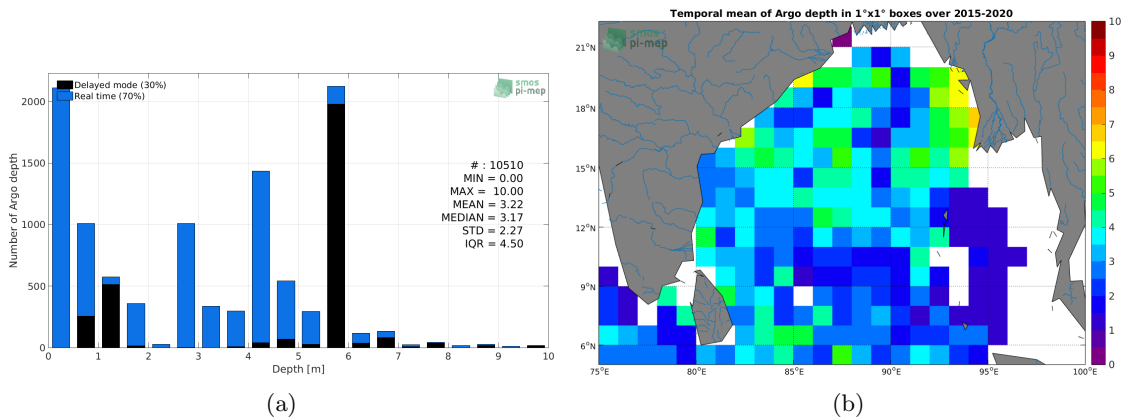 Delayed mode (30%)
Real time (70%)
smos
pi-mep
# : 10510
MIN = 0.00
MAX = 10.00
MEAN = 3.22
MEDIAN = 3.17
STD = 2.27
IQR = 4.50
Number of Argo depth
2000
1500
1000
500
0
0 1 2 3 4 5 6 7 8 9 10
Depth [m]
(a)
Temporal mean of Argo depth in 1°x1° boxes over 2015-2020
smos
pi-mep
21°N
18°N
15°N
12°N
9°N
6°N
75°E 80°E 85°E 90°E 95°E 100°E
10
9
8
7
6
5
4
3
2
1
0
(b)